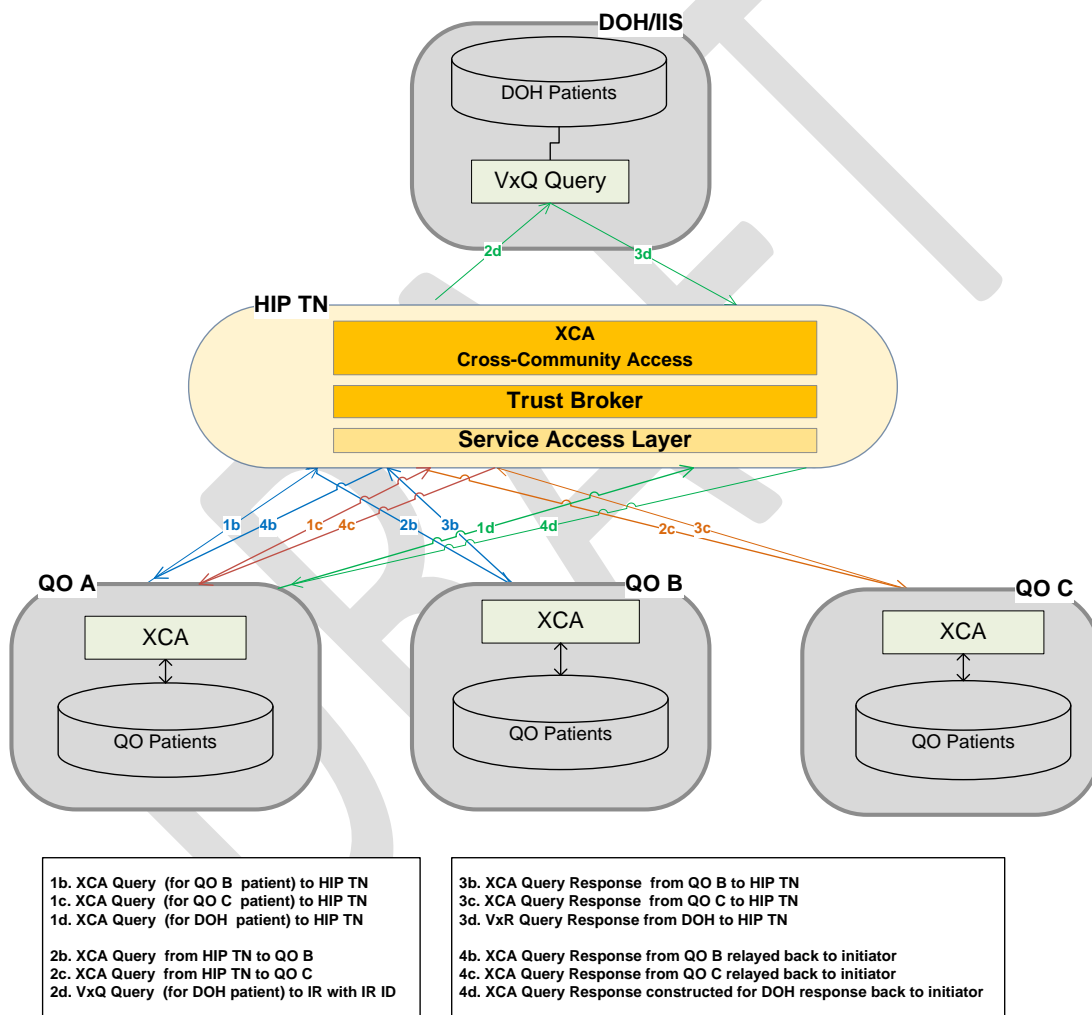 DOH/IIS
DOH Patients
VxQ Query
2d
3d
HIP TN
XCA
Cross-Community Access
Trust Broker
Service Access Layer
1b
4b
1c
4c
2b
3b
1d
4d
2c
3c
QO A
QO B
QO C
XCA
XCA
XCA
QO Patients
QO Patients
QO Patients
1b. XCA Query (for QO B patient) to HIP TN
1c. XCA Query (for QO C patient) to HIP TN
1d. XCA Query (for DOH patient) to HIP TN
2b. XCA Query from HIP TN to QO B
2c. XCA Query from HIP TN to QO C
2d. VxQ Query (for DOH patient) to IR with IR ID
3b. XCA Query Response from QO B to HIP TN
3c. XCA Query Response from QO C to HIP TN
3d. VxR Query Response from DOH to HIP TN
4b. XCA Query Response from QO B relayed back to initiator
4c. XCA Query Response from QO C relayed back to initiator
4d. XCA Query Response constructed for DOH response back to initiator
DRAFT